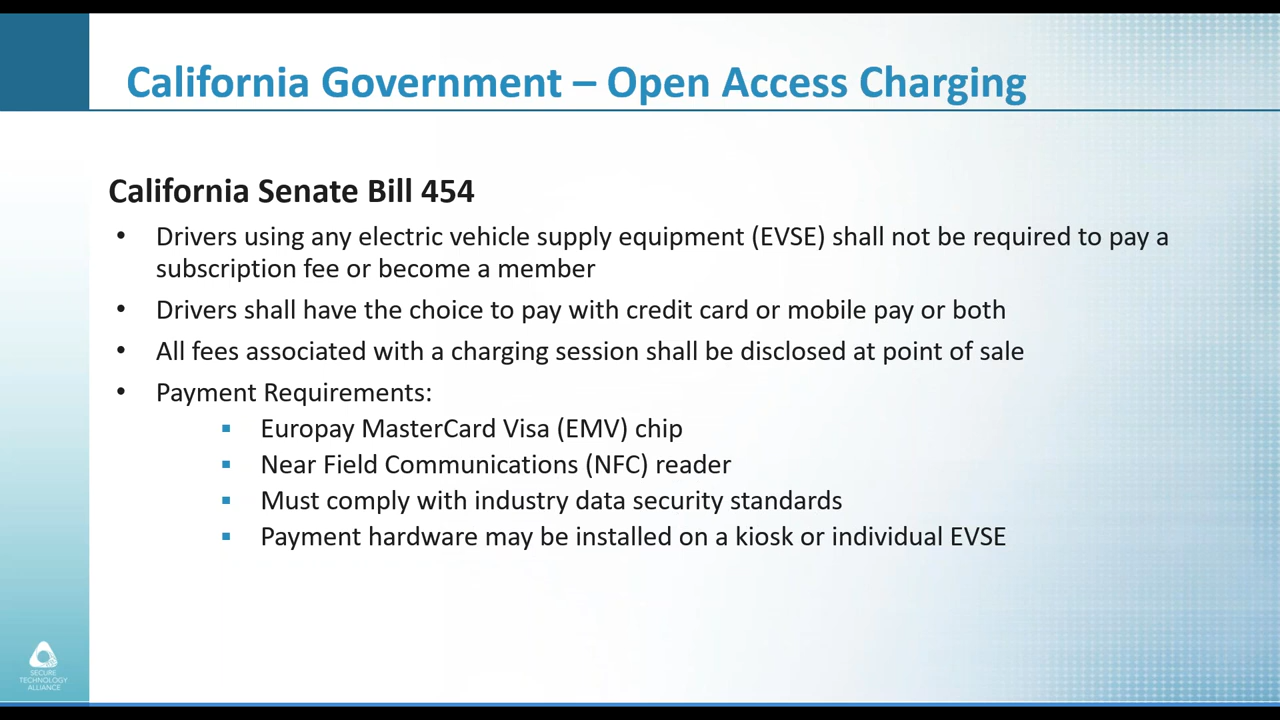 California Government – Open Access Charging
California Senate Bill 454
• Drivers using any electric vehicle supply equipment (EVSE) shall not be required to pay a
subscription fee or become a member
• Drivers shall have the choice to pay with credit card or mobile pay or both
• All fees associated with a charging session shall be disclosed at point of sale
• Payment Requirements:
▪ Europay MasterCard Visa (EMV) chip
▪ Near Field Communications (NFC) reader
▪ Must comply with industry data security standards
▪ Payment hardware may be installed on a kiosk or individual EVSE
SECURE
TECHNOLOGY
ALLIANCE